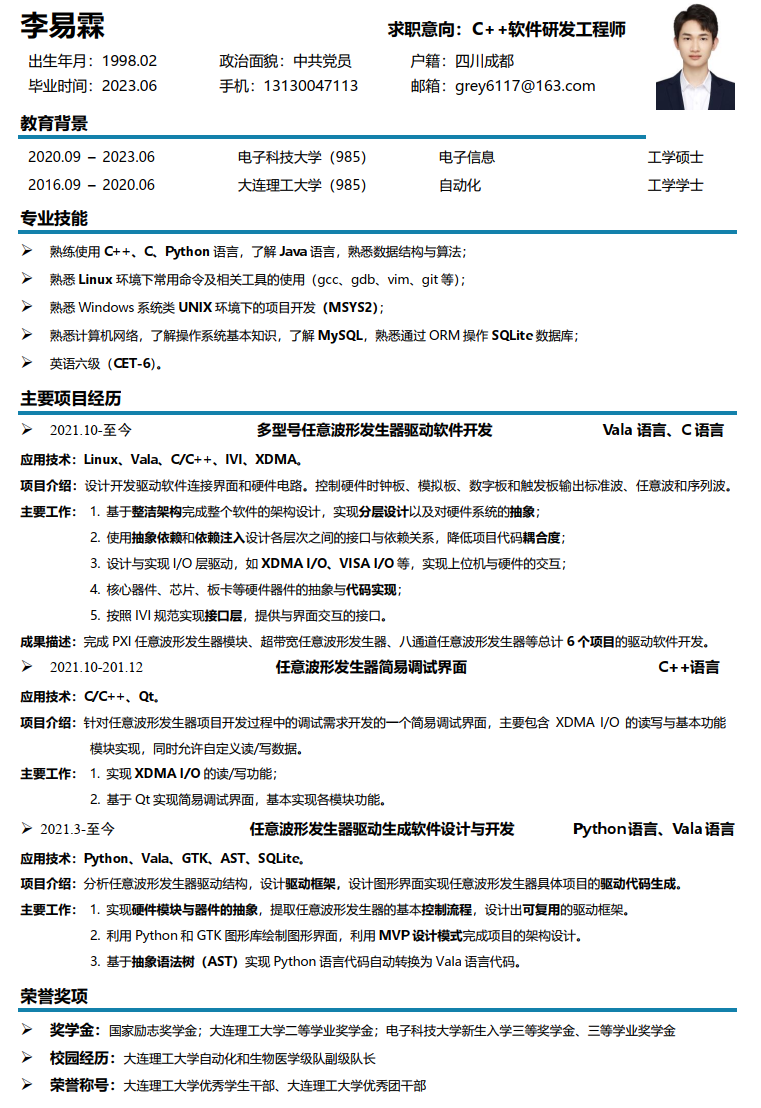 李易霖
求职意向：C++软件研发工程师
出生年月：1998.02 政治面貌：中共党员 户籍：四川成都
毕业时间：2023.06 手机：13130047113 邮箱：grey6117@163.com
教育背景
2020.09 – 2023.06 电子科技大学（985） 电子信息 工学硕士
2016.09 – 2020.06 大连理工大学（985） 自动化 工学学士
专业技能
➢ 熟练使用 C++、C、Python 语言，了解 Java 语言，熟悉数据结构与算法；
➢ 熟悉 Linux 环境下常用命令及相关工具的使用（gcc、gdb、vim、git 等）；
➢ 熟悉 Windows 系统类 UNIX 环境下的项目开发（MSYS2）；
➢ 熟悉计算机网络，了解操作系统基本知识，了解 MySQL，熟悉通过 ORM 操作 SQLite 数据库；
➢ 英语六级（CET-6）。
主要项目经历
➢ 2021.10-至今 多型号任意波形发生器驱动软件开发 Vala 语言、C 语言
应用技术：Linux、Vala、C/C++、IVI、XDMA。
项目介绍：设计开发驱动软件连接界面和硬件电路。控制硬件时钟板、模拟板、数字板和触发板输出标准波、任意波和序列波。
主要工作： 1. 基于整洁架构完成整个软件的架构设计，实现分层设计以及对硬件系统的抽象；
2. 使用抽象依赖和依赖注入设计各层次之间的接口与依赖关系，降低项目代码耦合度；
3. 设计与实现 I/O 层驱动，如 XDMA I/O、VISA I/O 等，实现上位机与硬件的交互；
4. 核心器件、芯片、板卡等硬件器件的抽象与代码实现；
5. 按照 IVI 规范实现接口层，提供与界面交互的接口。
成果描述：完成 PXI 任意波形发生器模块、超带宽任意波形发生器、八通道任意波形发生器等总计 6 个项目的驱动软件开发。
➢ 2021.10-201.12 任意波形发生器简易调试界面 C++语言
应用技术：C/C++、Qt。
项目介绍：针对任意波形发生器项目开发过程中的调试需求开发的一个简易调试界面，主要包含 XDMA I/O 的读写与基本功能
模块实现，同时允许自定义读/写数据。
主要工作： 1. 实现 XDMA I/O 的读/写功能；
2. 基于 Qt 实现简易调试界面，基本实现各模块功能。
➢ 2021.3-至今 任意波形发生器驱动生成软件设计与开发 Python语言、Vala 语言
应用技术：Python、Vala、GTK、AST、SQLite。
项目介绍：分析任意波形发生器驱动结构，设计驱动框架，设计图形界面实现任意波形发生器具体项目的驱动代码生成。
主要工作： 1. 实现硬件模块与器件的抽象，提取任意波形发生器的基本控制流程，设计出可复用的驱动框架。
2. 利用 Python 和 GTK 图形库绘制图形界面，利用 MVP 设计模式完成项目的架构设计。
3. 基于抽象语法树（AST）实现 Python 语言代码自动转换为 Vala 语言代码。
荣誉奖项
➢ 奖学金：国家励志奖学金；大连理工大学二等学业奖学金；电子科技大学新生入学三等奖学金、三等学业奖学金
➢ 校园经历：大连理工大学自动化和生物医学级队副级队长
➢ 荣誉称号：大连理工大学优秀学生干部、大连理工大学优秀团干部